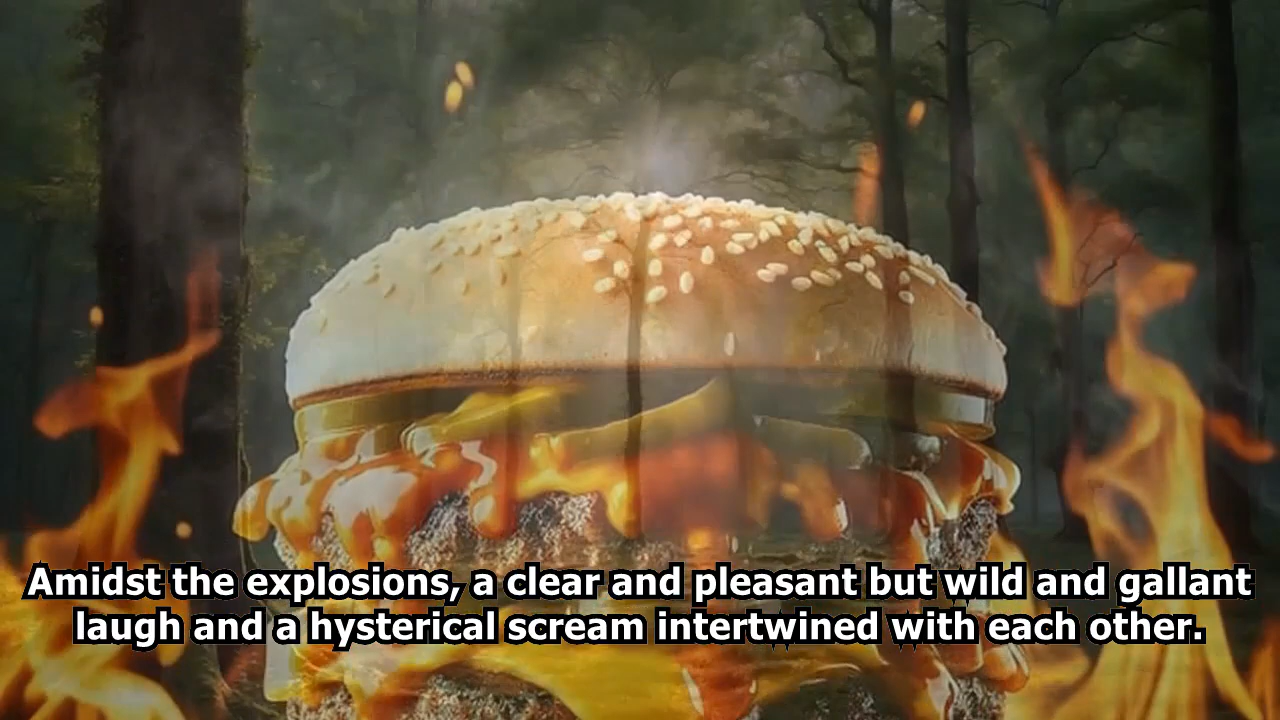 Amidst the explosions, a clear and pleasant but wild and gallant
laugh and a hysterical scream intertwined with each other.